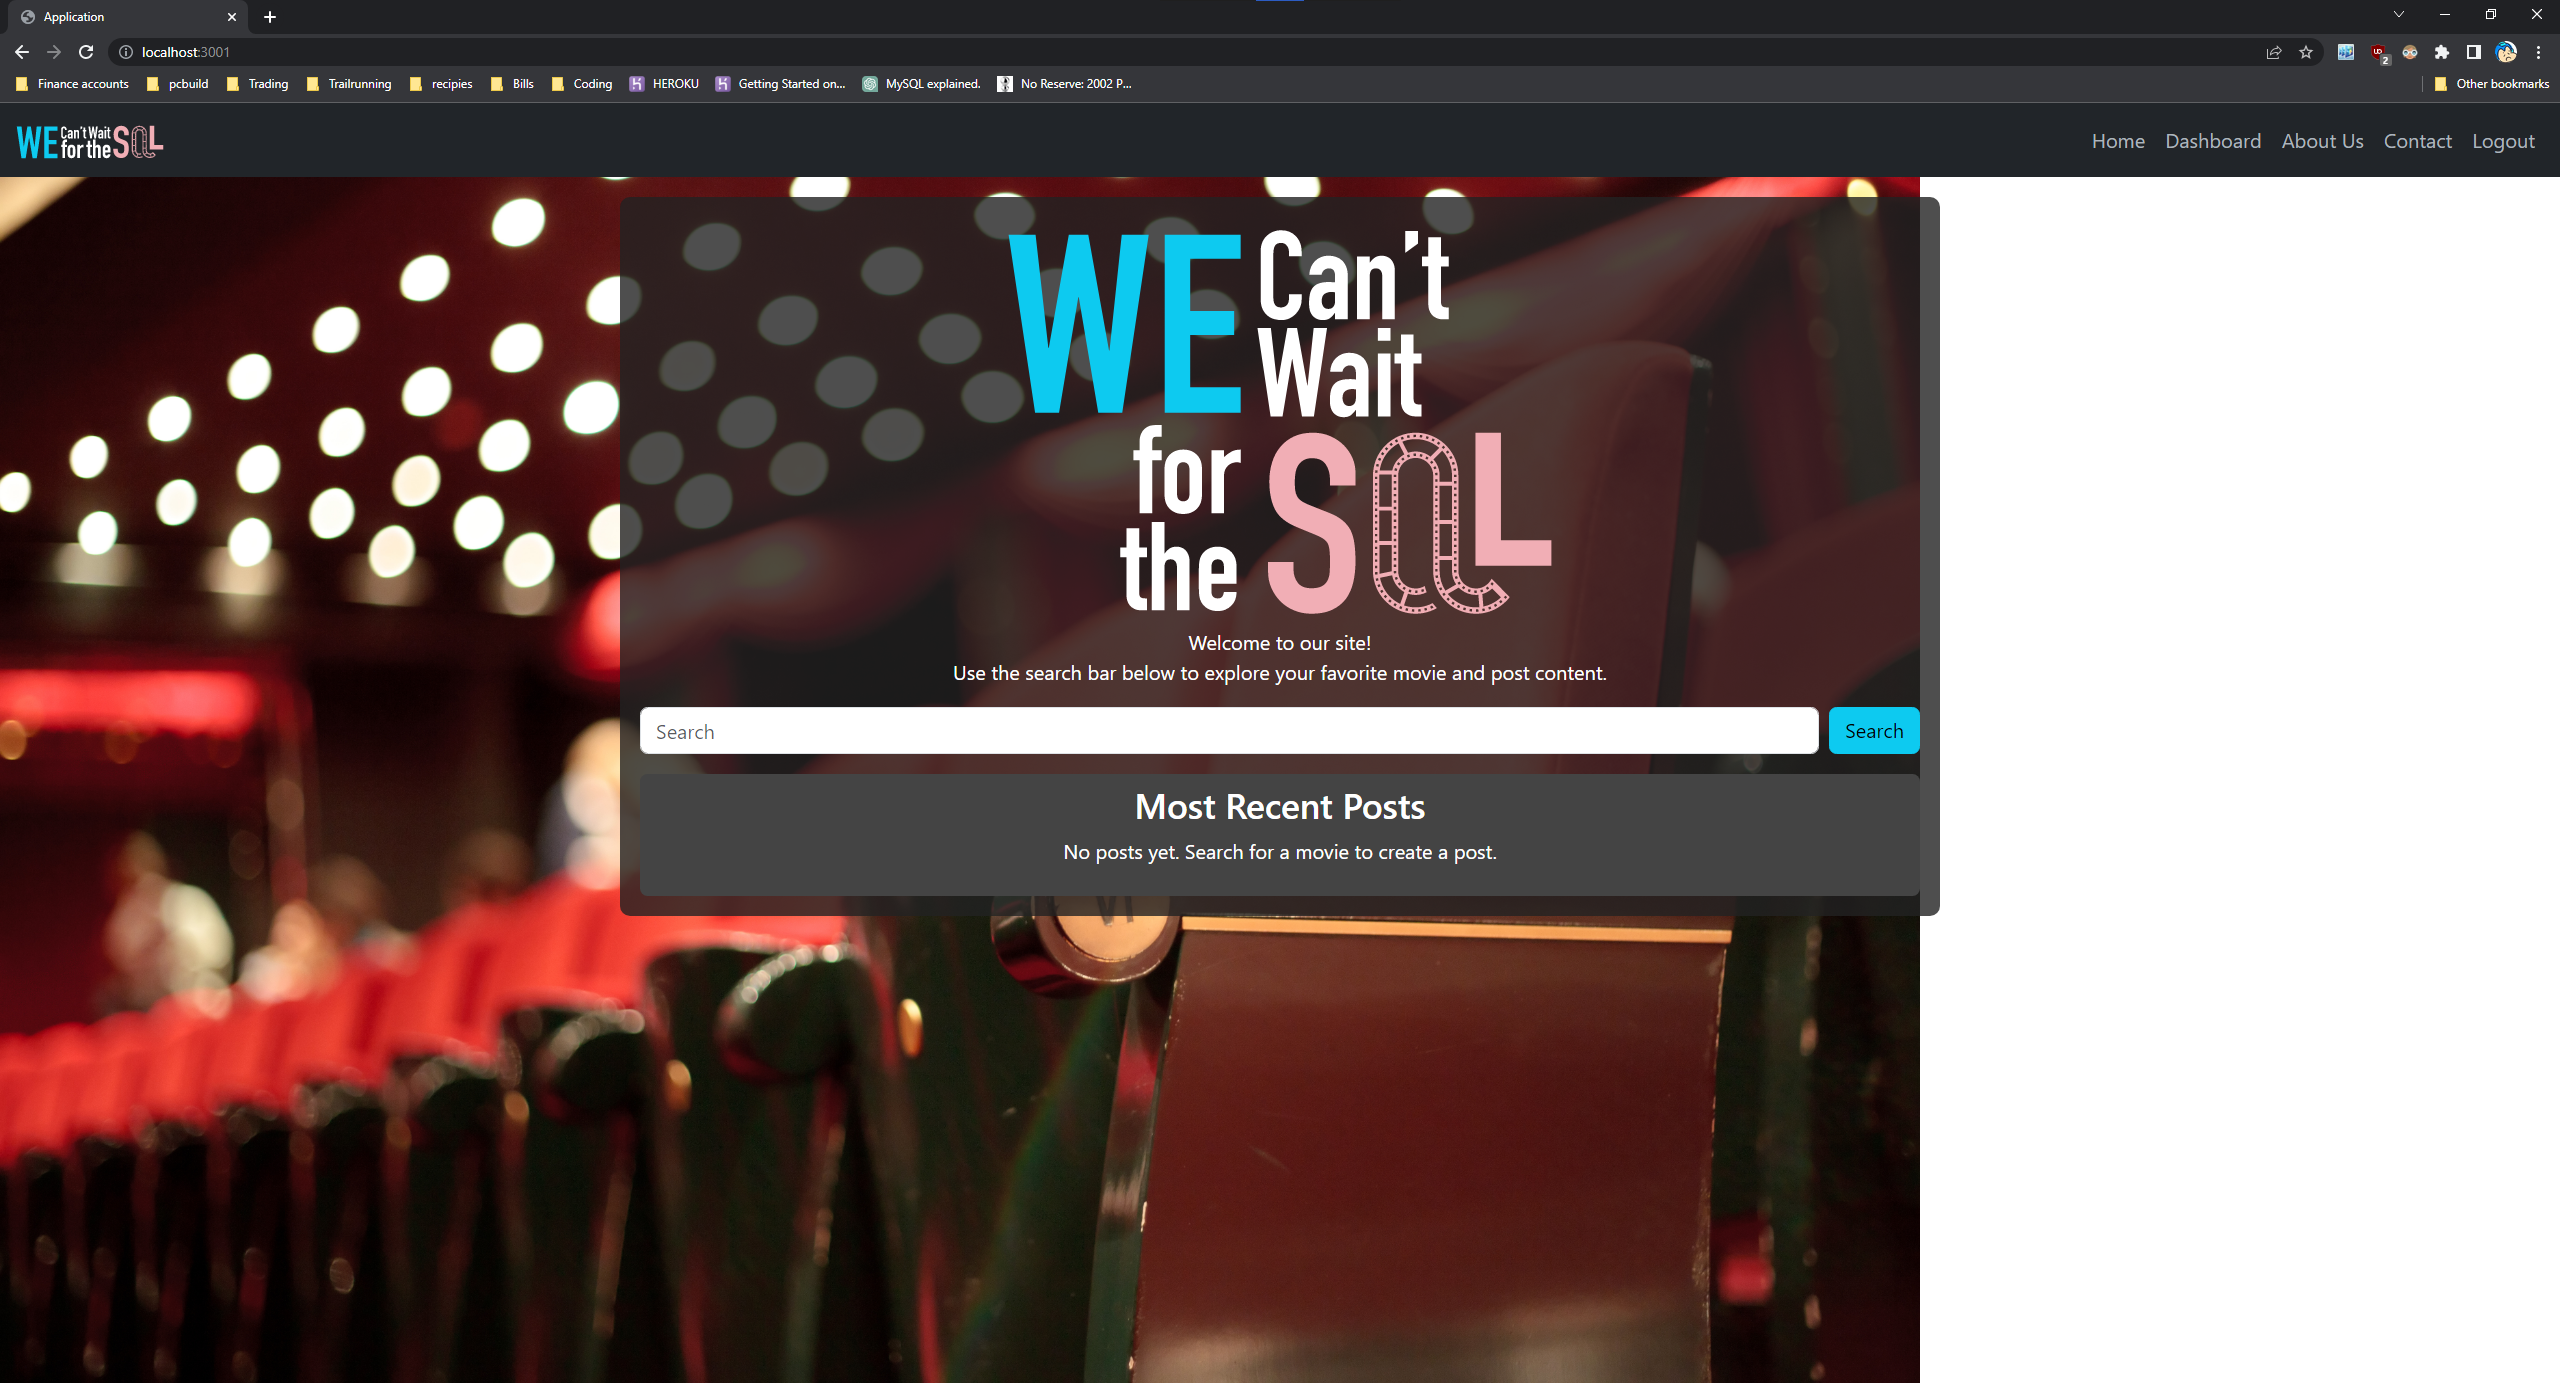 Application
localhost:3001
2
Finance accounts pcbuild Trading Trailrunning recipies Bills Coding HEROKU Getting Started on... MySQL explained. No Reserve: 2002 P... Other bookmarks
WE Can't Wait for the SQL
Home Dashboard About Us Contact Logout
WE Can't
Wait
for SQL
the
Welcome to our site!
Use the search bar below to explore your favorite movie and post content.
Search Search
Most Recent Posts
No posts yet. Search for a movie to create a post.